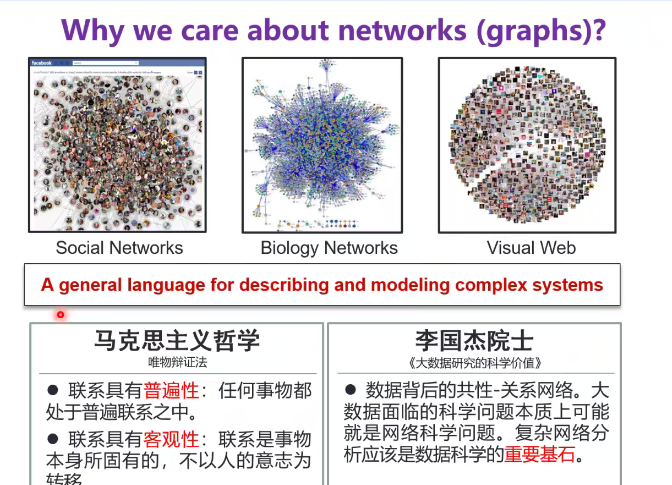 Why we care about networks (graphs)?
facebook
Social Networks
Biology Networks
Visual Web
A general language for describing and modeling complex systems
马克思主义哲学
唯物辩证法
● 联系具有普遍性：任何事物都
处于普遍联系之中。
● 联系具有客观性：联系是事物
本身所固有的，不以人的意志为
转移
李国杰院士
《大数据研究的科学价值》
● 数据背后的共性-关系网络。大
数据面临的科学问题本质上可能
就是网络科学问题。复杂网络分
析应该是数据科学的重要基石。